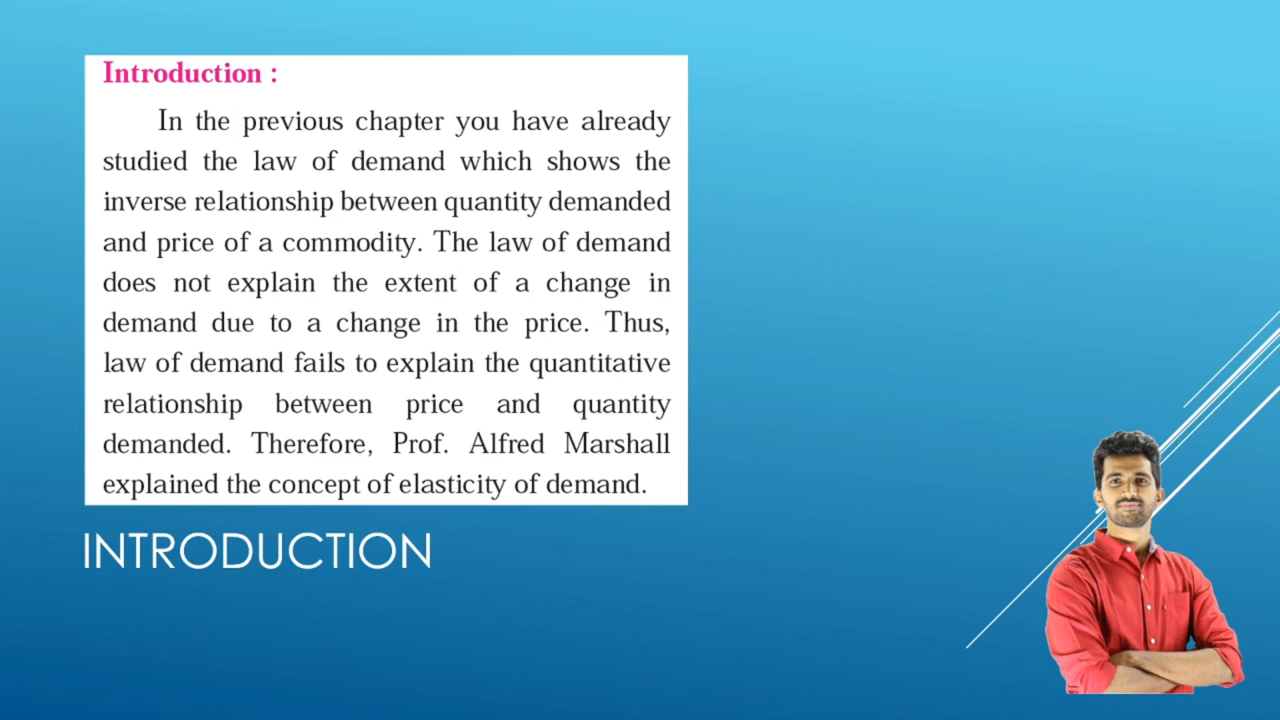 Introduction :
In the previous chapter you have already
studied the law of demand which shows the
inverse relationship between quantity demanded
and price of a commodity. The law of demand
does not explain the extent of a change in
demand due to a change in the price. Thus,
law of demand fails to explain the quantitative
relationship between price and quantity
demanded. Therefore, Prof. Alfred Marshall
explained the concept of elasticity of demand.
INTRODUCTION